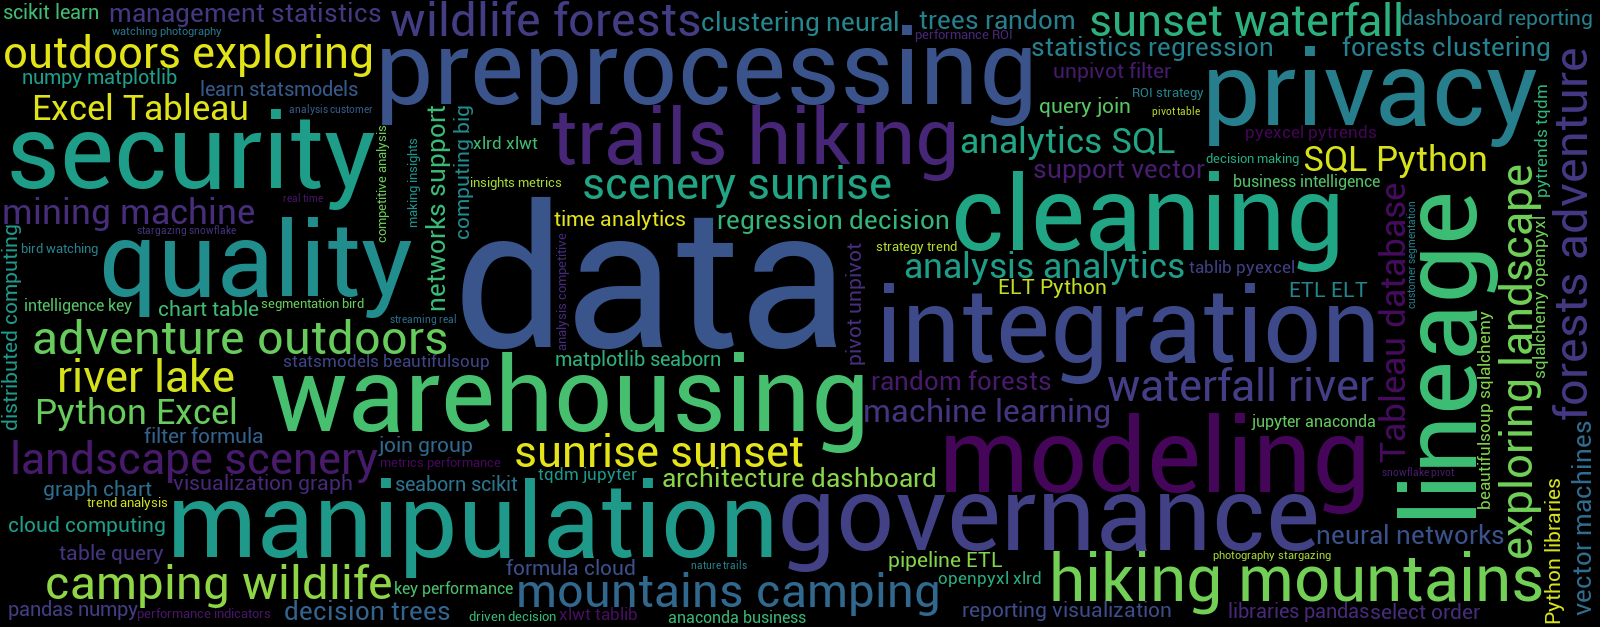 scikit learn
management statistics
wildlife forests
clustering neural
trees random
sunset waterfall
dashboard reporting
watching photography
performance ROI
outdoors exploring
preprocessing
statistics regression
forests clustering
numpy matplotlib
learn statsmodels
unpivot filter
privacy
forests adventure
Excel Tableau
analysis customer
ROI strategy
query join
pivot table
pytrends tqdm
security
competitive analysis
making insights
networks support
computing big
xlrd xlwt
trails hiking
analytics SQL
pyexcel pytrends
decision making
SQL Python
support vector
business intelligence
insights metrics
scenery sunrise
real time
mining machine
stargazing snowflake
time analytics
regression decision
cleaning
Tableau database
customer segmentation
lineage
exploring landscape
sqlalchemy openpyxl
distributed computing
bird watching
quality
data
analysis competitive
pivot unpivot
strategy trend
analysis analytics
tablib pyexcel
ELT Python
ETL ELT
intelligence key
chart table
segmentation bird
streaming real
integration
beautifulsoup sqlalchemy
adventure outdoors
statsmodels beautifulsoup
matplotlib seaborn
river lake
warehousing
random forests
waterfall river
Python Excel
machine learning
jupyter anaconda
filter formula
join group
sunrise sunset
modeling
landscape scenery
metrics performance
snowflake pivot
graph chart
visualization graph
seaborn scikit
tqdm jupyter
architecture dashboard
trend analysis
cloud computing
manipulation
governance
neural networks
Python libraries
vector machines
table query
formula cloud
nature trails
pipeline ETL
photography stargazing
camping wildlife
key performance
mountains camping
openpyxl xlrd
hiking mountains
pandas numpy
performance indicators
decision trees
driven decision
xlwt tablib
anaconda business
reporting visualization
libraries pandas
select order